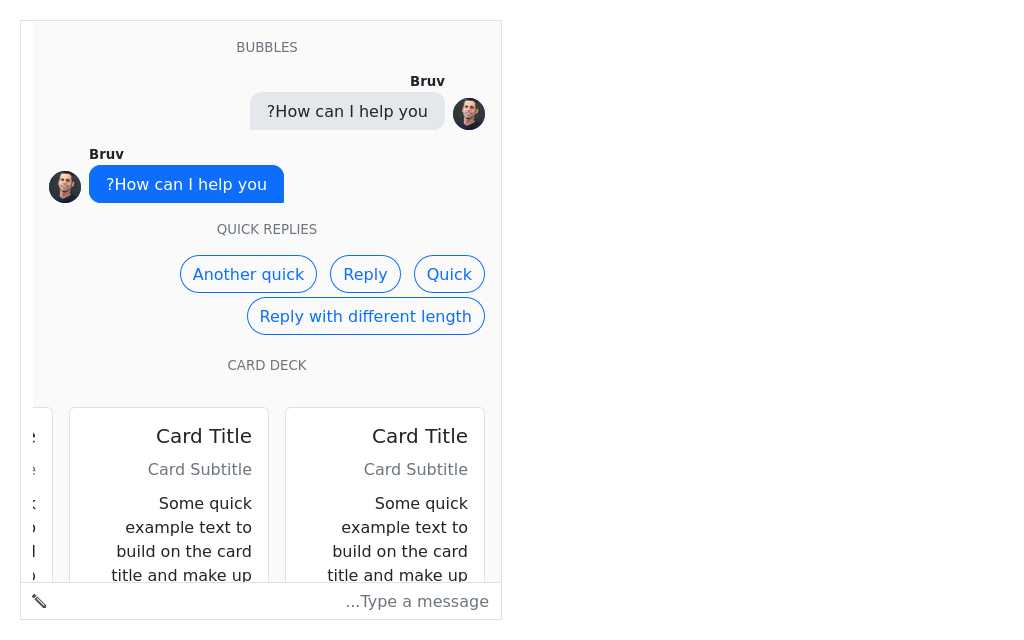 BUBBLES
Bruv
?How can I help you
Bruv
?How can I help you
QUICK REPLIES
Quick
Reply
Another quick
Reply with different length
CARD DECK
Card Title
Card Subtitle
Some quick
example text to
build on the card
title and make up
Card Title
Card Subtitle
Some quick
example text to
build on the card
title and make up
...Type a message